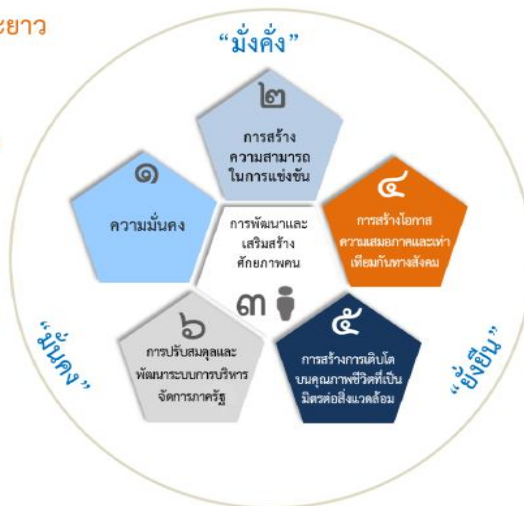 ะยาว
“มั่งคั่ง”
๒
การสร้าง
ความสามารถ
ในการแข่งขัน
๑
ความมั่นคง
๔
การสร้างโอกาส
ความเสมอภาคและเท่า
เทียมกันทางสังคม
การพัฒนาและ
เสริมสร้าง
ศักยภาพคน
๓
๖
การปรับสมดุลและ
พัฒนาระบบการบริหาร
จัดการภาครัฐ
๕
การสร้างการเติบโต
บนคุณภาพชีวิตที่เป็น
มิตรต่อสิ่งแวดล้อม
“มั่นคง”
“ยั่งยืน”